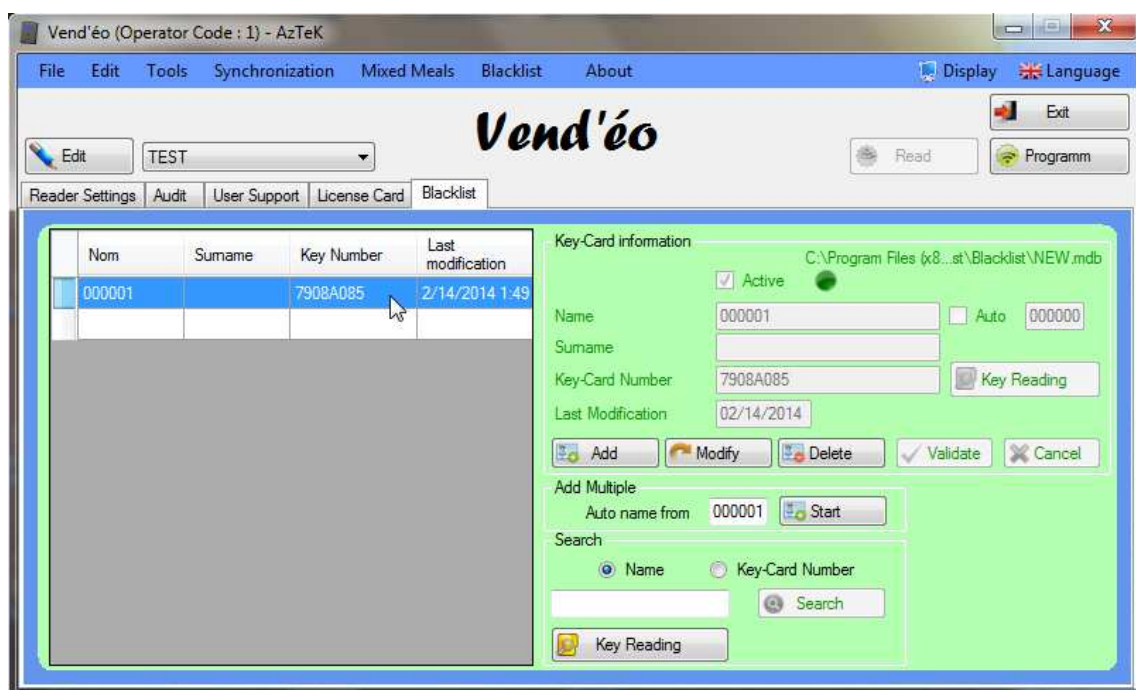 Vend'éo (Operator Code : 1) - AzTeK
File Edit Tools Synchronization Mixed Meals Blacklist About Display Language
Vend'éo
Exit
Edit TEST Read Programm
Reader Settings Audit User Support License Card Blacklist
Nom Surname Key Number Last modification
000001 7908A085 2/14/2014 1:49
Key-Card information
C:\Program Files (x8...st\Blacklist\NEW.mdb
Active
Name 000001 Auto 000000
Surname
Key-Card Number 7908A085 Key Reading
Last Modification 02/14/2014
Add Modify Delete Validate Cancel
Add Multiple
Auto name from 000001 Start
Search
Name Key-Card Number
Search
Key Reading